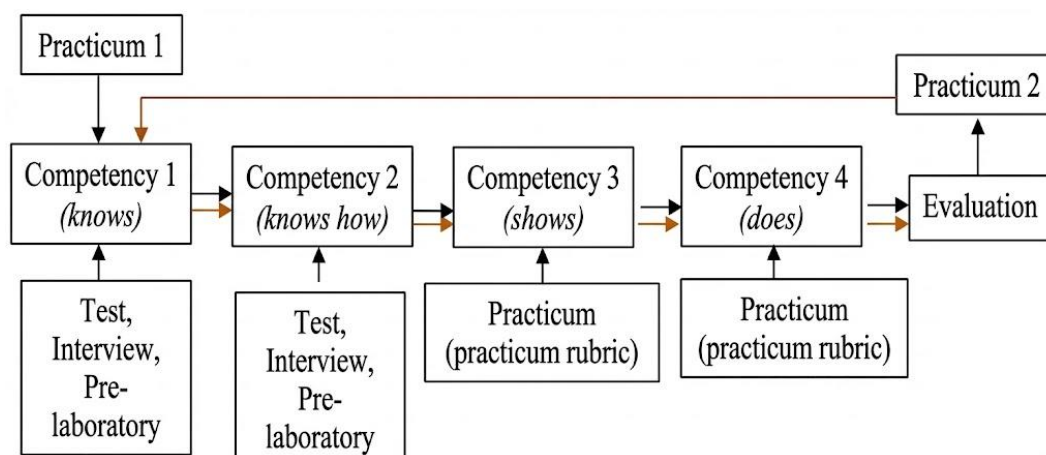 Practicum 1
Practicum 2
Competency 1
(knows)
Competency 2
(knows how)
Competency 3
(shows)
Competency 4
(does)
Evaluation
Test,
Interview,
Pre-
laboratory
Test,
Interview,
Pre-
laboratory
Practicum
(practicum rubric)
Practicum
(practicum rubric)